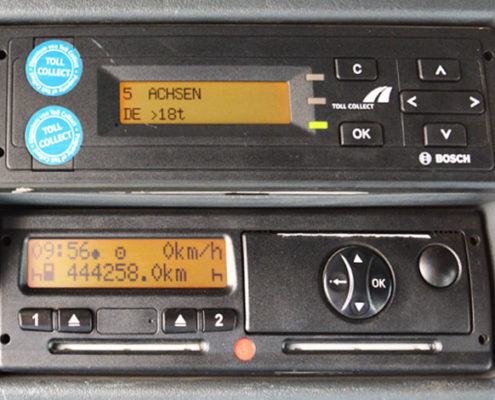 TOLL
COLLECT
TOLL
COLLECT
5 ACHSEN
DE >18t
TOLL COLLECT
C
OK
BOSCH
09:56 0km/h
444258.0km
1
2
OK